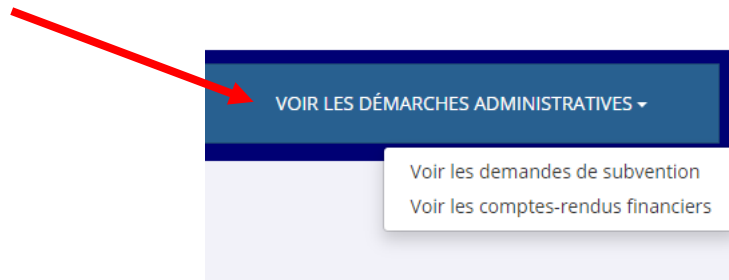 VOIR LES DÉMARCHES ADMINISTRATIVES
Voir les demandes de subvention
Voir les comptes-rendus financiers